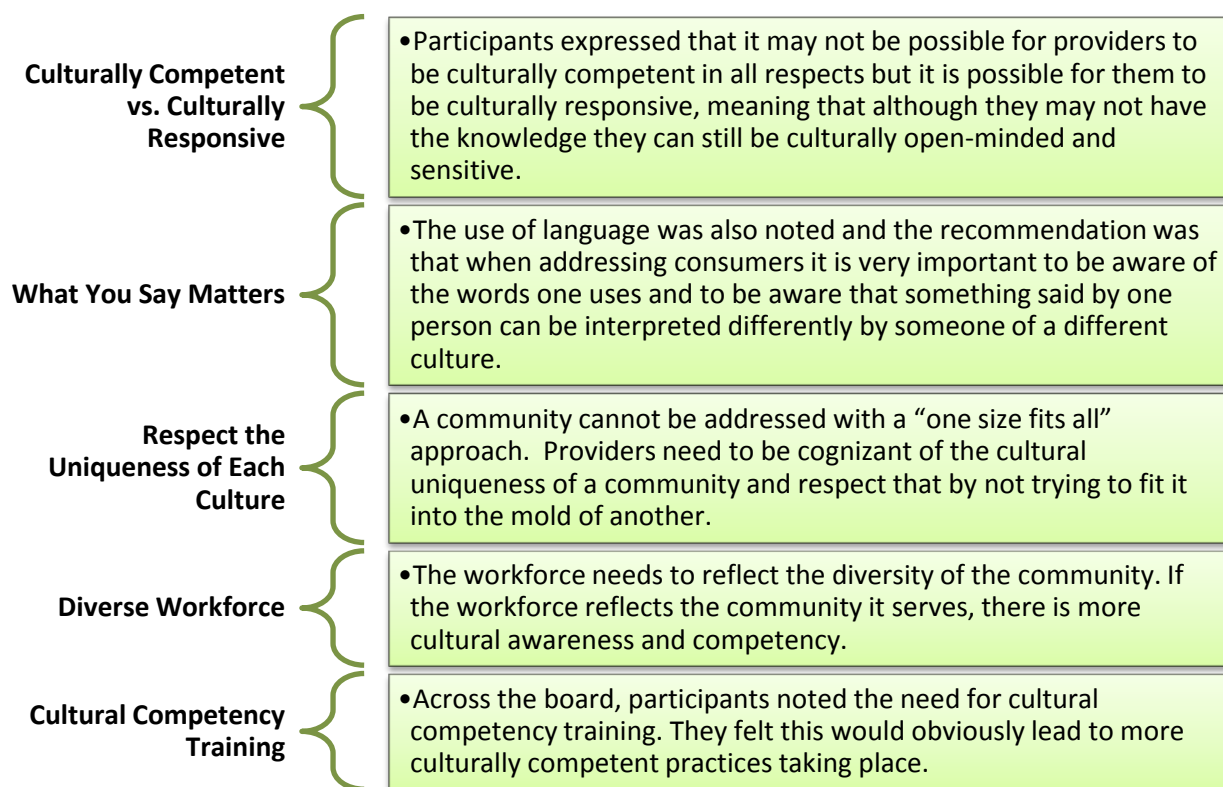 Culturally Competent
vs. Culturally
Responsive
•Participants expressed that it may not be possible for providers to
be culturally competent in all respects but it is possible for them to
be culturally responsive, meaning that although they may not have
the knowledge they can still be culturally open-minded and
sensitive.
What You Say Matters
•The use of language was also noted and the recommendation was
that when addressing consumers it is very important to be aware of
the words one uses and to be aware that something said by one
person can be interpreted differently by someone of a different
culture.
Respect the
Uniqueness of Each
Culture
•A community cannot be addressed with a “one size fits all”
approach.  Providers need to be cognizant of the cultural
uniqueness of a community and respect that by not trying to fit it
into the mold of another.
Diverse Workforce
•The workforce needs to reflect the diversity of the community. If
the workforce reflects the community it serves, there is more
cultural awareness and competency.
Cultural Competency
Training
•Across the board, participants noted the need for cultural
competency training. They felt this would obviously lead to more
culturally competent practices taking place.